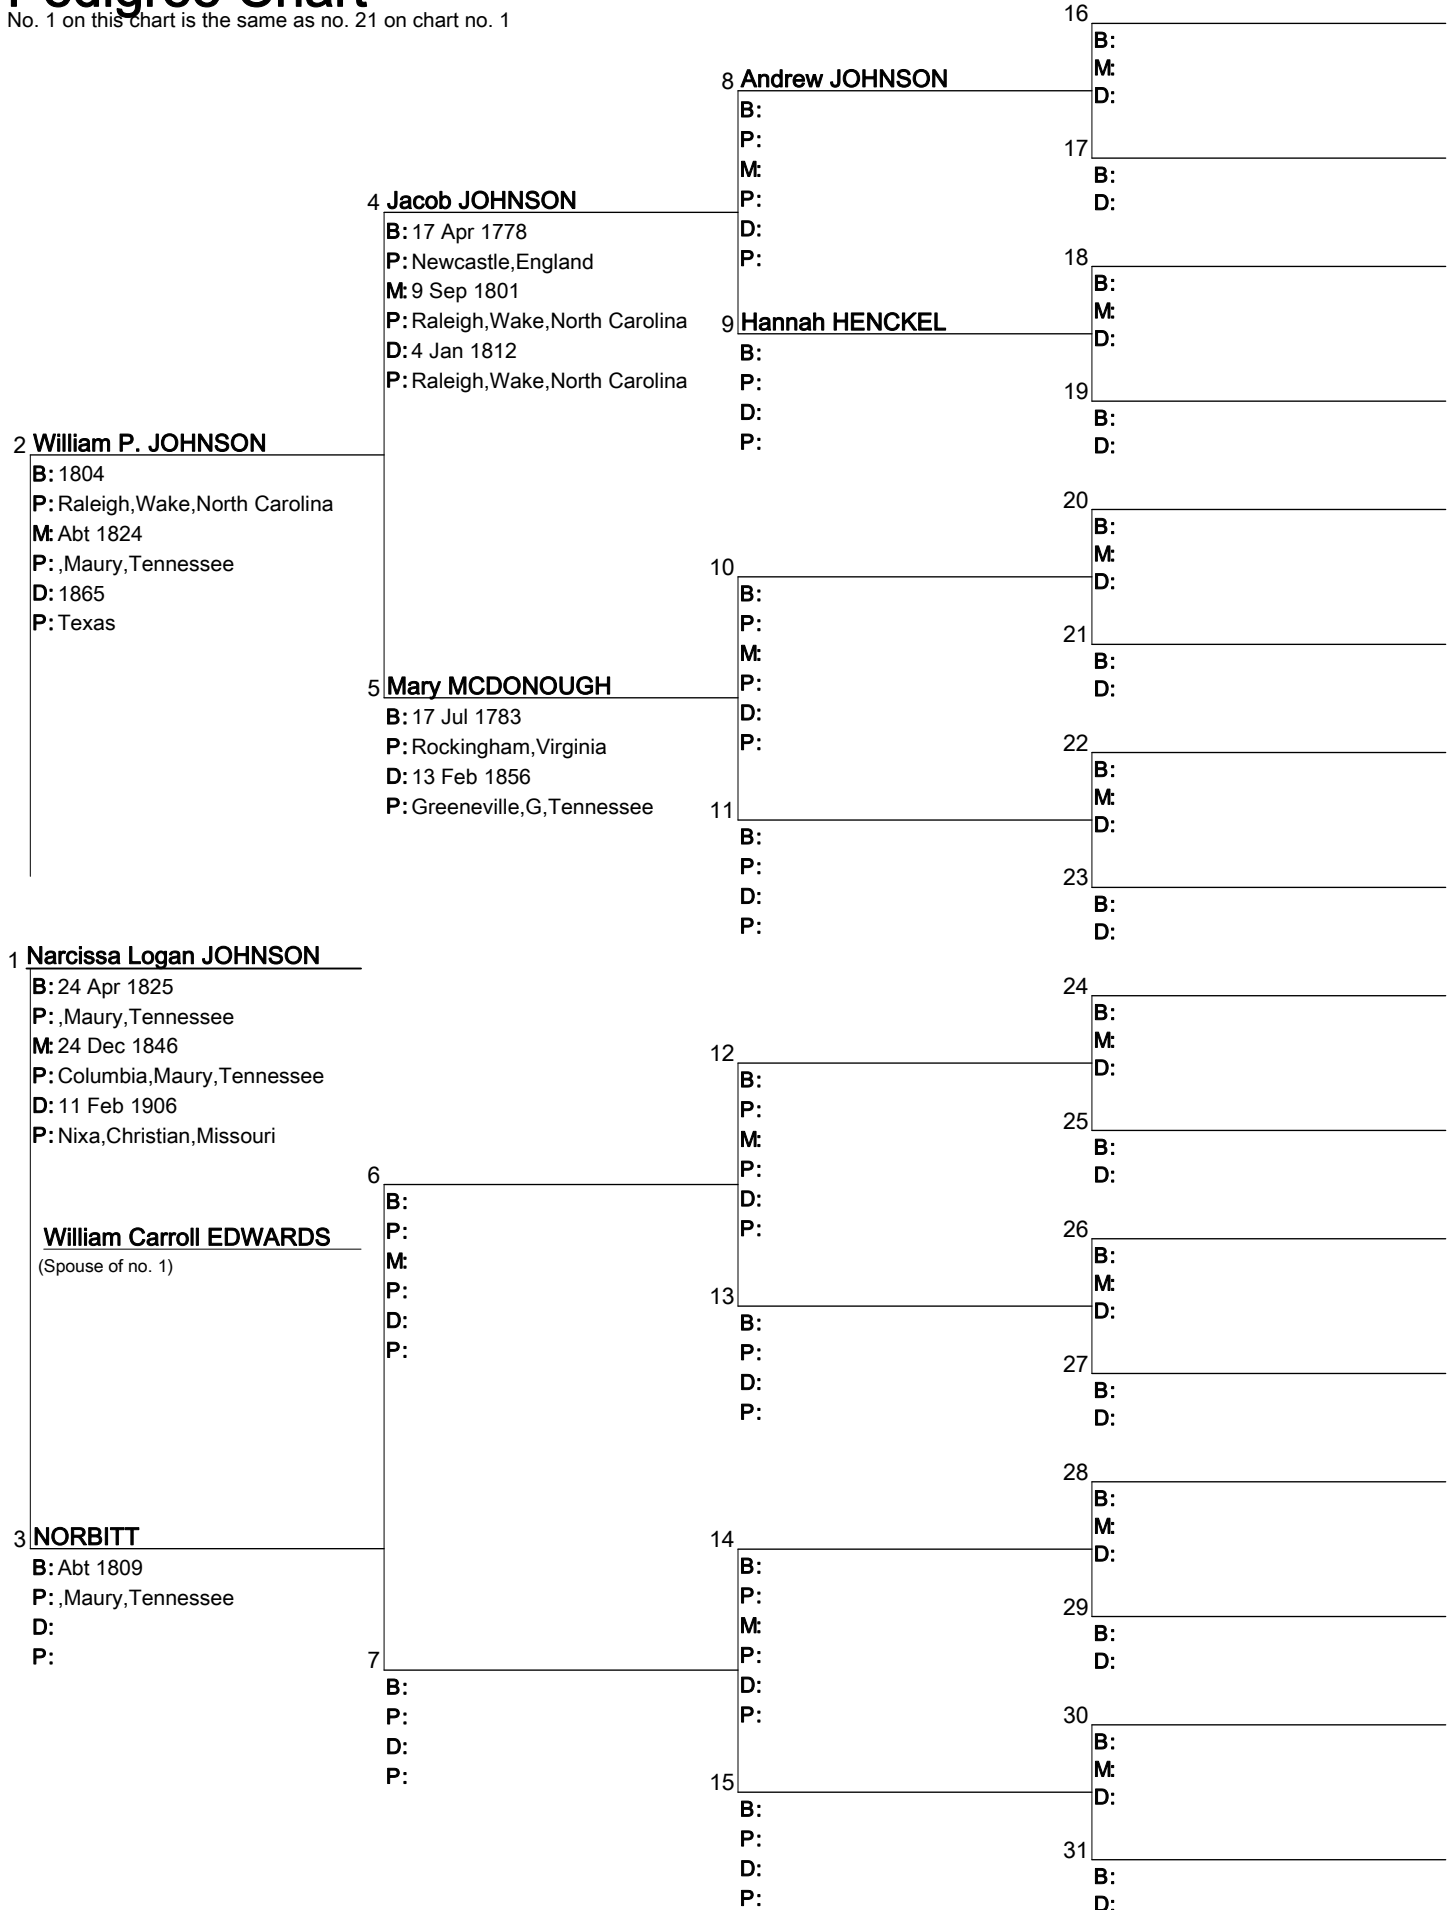 Pedigree Chart
No. 1 on this chart is the same as no. 21 on chart no. 1
2 William P. JOHNSON
B: 1804
P: Raleigh,Wake,North Carolina
M: Abt 1824
P: ,Maury,Tennessee
D: 1865
P: Texas
1 Narcissa Logan JOHNSON
B: 24 Apr 1825
P: ,Maury,Tennessee
M: 24 Dec 1846
P: Columbia,Maury,Tennessee
D: 11 Feb 1906
P: Nixa,Christian,Missouri
William Carroll EDWARDS
(Spouse of no. 1)
3 NORBITT
B: Abt 1809
P: ,Maury,Tennessee
D:
P:
4 Jacob JOHNSON
B: 17 Apr 1778
P: Newcastle,England
M: 9 Sep 1801
P: Raleigh,Wake,North Carolina
D: 4 Jan 1812
P: Raleigh,Wake,North Carolina
5 Mary MCDONOUGH
B: 17 Jul 1783
P: Rockingham,Virginia
D: 13 Feb 1856
P: Greeneville,G,Tennessee
6
B:
P:
M:
P:
D:
P:
7
B:
P:
D:
P:
8 Andrew JOHNSON
B:
P:
M:
P:
D:
P:
9 Hannah HENCKEL
B:
P:
D:
P:
10
B:
P:
M:
P:
D:
P:
11
B:
P:
D:
P:
12
B:
P:
M:
P:
D:
P:
13
B:
P:
D:
P:
14
B:
P:
M:
P:
D:
P:
15
B:
P:
D:
P:
16
B:
M:
D:
17
B:
D:
18
B:
M:
D:
19
B:
D:
20
B:
M:
D:
21
B:
D:
22
B:
M:
D:
23
B:
D:
24
B:
M:
D:
25
B:
D:
26
B:
M:
D:
27
B:
D:
28
B:
M:
D:
29
B:
D:
30
B:
M:
D:
31
B:
D: